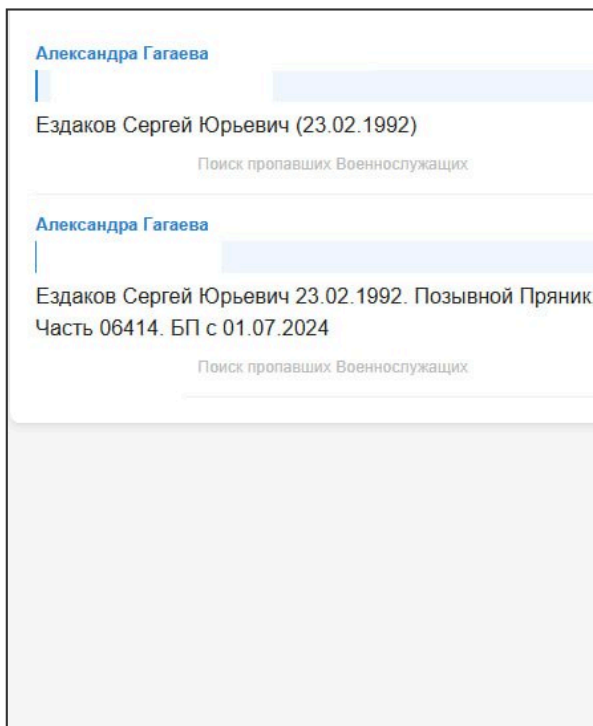 Александра Гагаева
Ездаков Сергей Юрьевич (23.02.1992)
Поиск пропавших Военнослужащих
Александра Гагаева
Ездаков Сергей Юрьевич 23.02.1992. Позывной Пряник
Часть 06414. БП с 01.07.2024
Поиск пропавших Военнослужащих